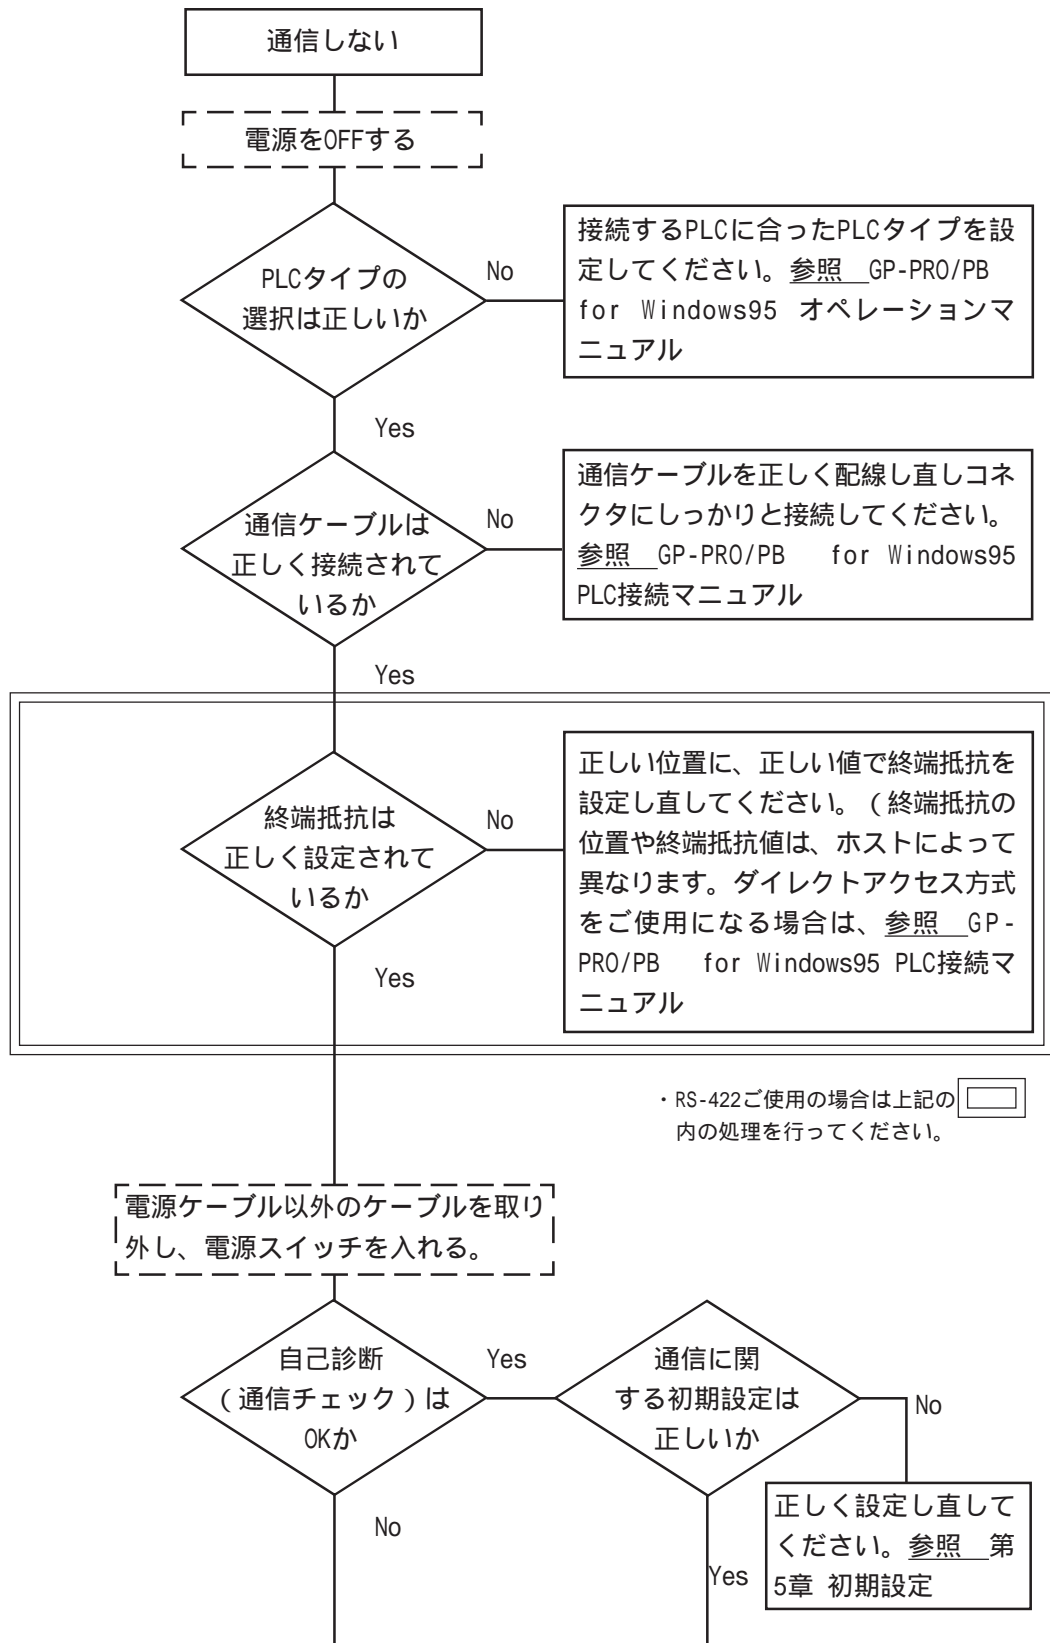 通信しない
電源をOFFする
PLCタイプの
選択は正しいか
No
接続するPLCに合ったPLCタイプを設
定してください。参照 GP-PRO/PB
for Windows95 オペレーションマ
ニュアル
Yes
通信ケーブルは
正しく接続されて
いるか
No
通信ケーブルを正しく配線し直しコネ
クタにしっかりと接続してください。
参照 GP-PRO/PB for Windows95
PLC接続マニュアル
Yes
終端抵抗は
正しく設定されて
いるか
No
正しい位置に、正しい値で終端抵抗を
設定し直してください。(終端抵抗の
位置や終端抵抗値は、ホストによって
異なります。ダイレクトアクセス方式
をご使用になる場合は、参照 GP-
PRO/PB for Windows95 PLC接続マ
ニュアル
Yes
・RS-422ご使用の場合は上記の
内の処理を行ってください。
電源ケーブル以外のケーブルを取り
外し、電源スイッチを入れる。
自己診断
(通信チェック)は
OKか
Yes
通信に関
する初期設定は
正しいか
No
正しく設定し直して
ください。参照 第
5章 初期設定
No
Yes